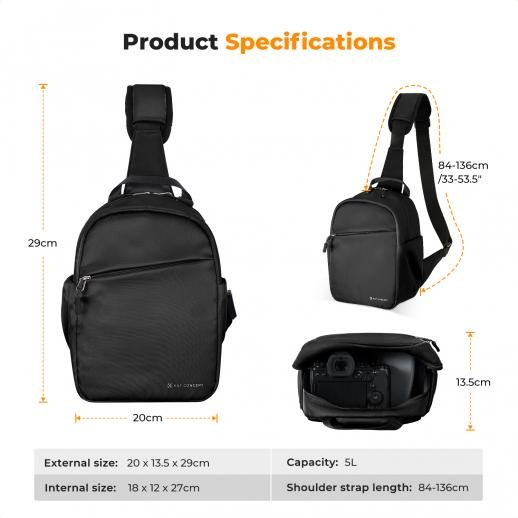 Product Specifications
84-136cm
/33-53.5"
29cm
K&F CONCEPT
K&F CONCEPT
13.5cm
20cm
External size: 20 x 13.5 x 29cm
Capacity: 5L
Internal size: 18 x 12 x 27cm
Shoulder strap length: 84-136cm